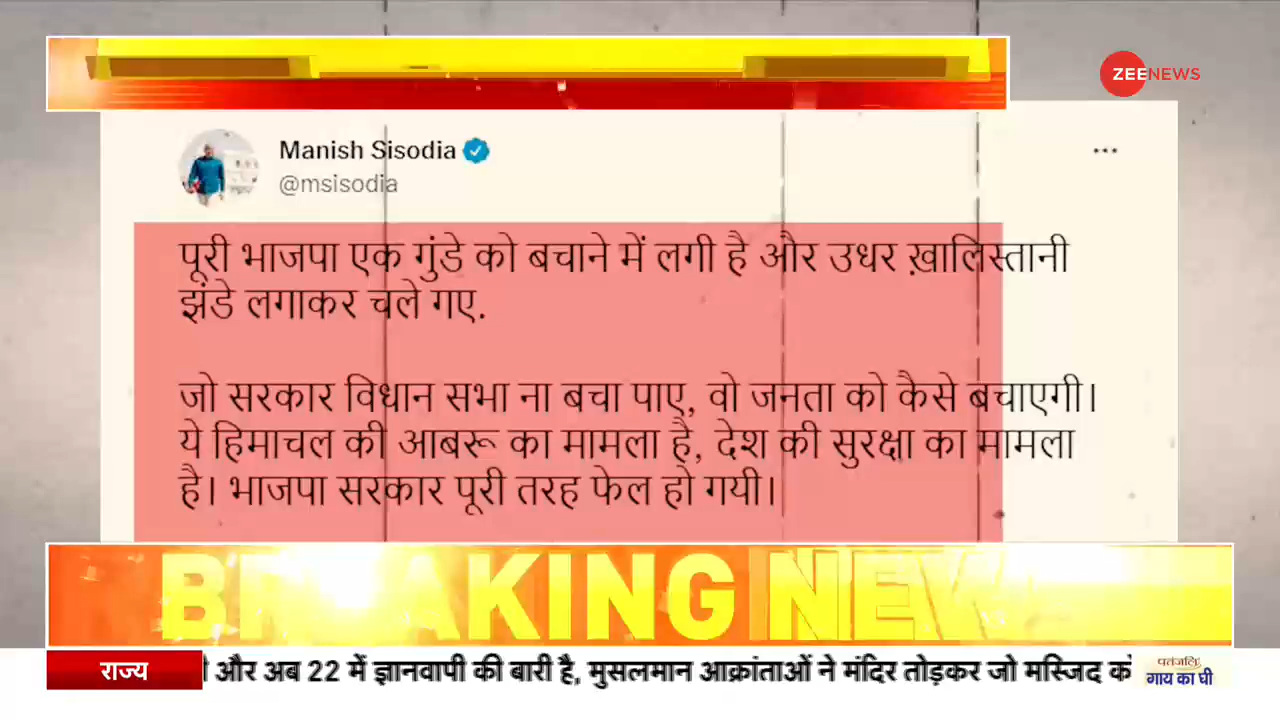 ZEENEWS
Manish Sisodia
@msisodia
पूरी भाजपा एक गुंडे को बचाने में लगी है और उधर ख़ालिस्तानी
झंडे लगाकर चले गए.
जो सरकार विधान सभा ना बचा पाए, वो जनता को कैसे बचाएगी।
ये हिमाचल की आबरू का मामला है, देश की सुरक्षा का मामला
है। भाजपा सरकार पूरी तरह फेल हो गयी।
BREAKING NEW
राज्य
और अब 22 में ज्ञानवापी की बारी है, मुसलमान आक्रांताओं ने मंदिर तोड़कर जो मस्जिद
पतंजलि
गाय का घी